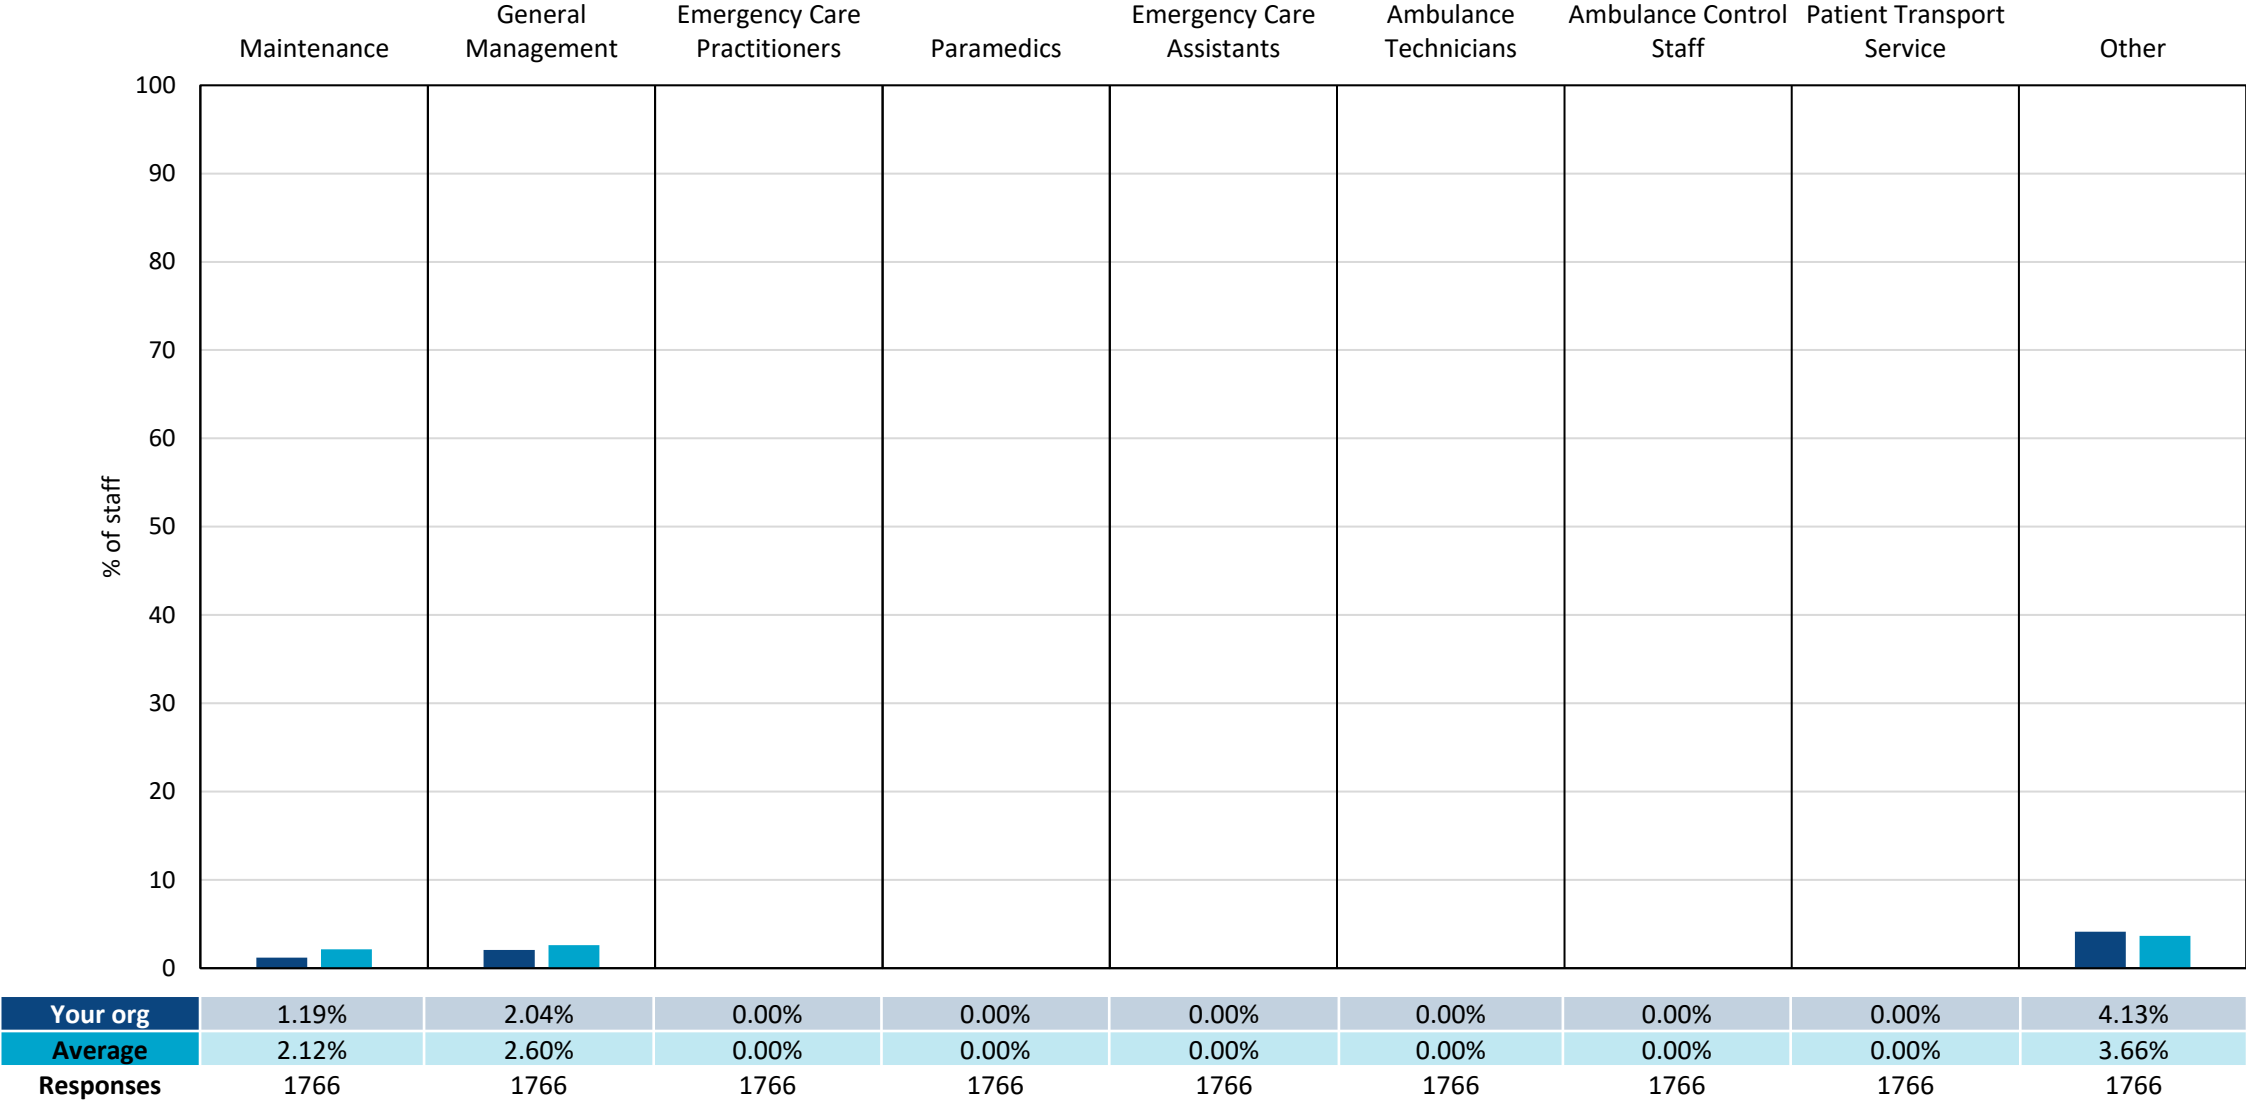 Maintenance
General
Management
Emergency Care
Practitioners
Paramedics
Emergency Care
Assistants
Ambulance
Technicians
Ambulance Control
Staff
Patient Transport
Service
Other
% of staff
100
90
80
70
60
50
40
30
20
10
0
Your org 1.19% 2.04% 0.00% 0.00% 0.00% 0.00% 0.00% 0.00% 4.13%
Average 2.12% 2.60% 0.00% 0.00% 0.00% 0.00% 0.00% 0.00% 3.66%
Responses 1766 1766 1766 1766 1766 1766 1766 1766 1766